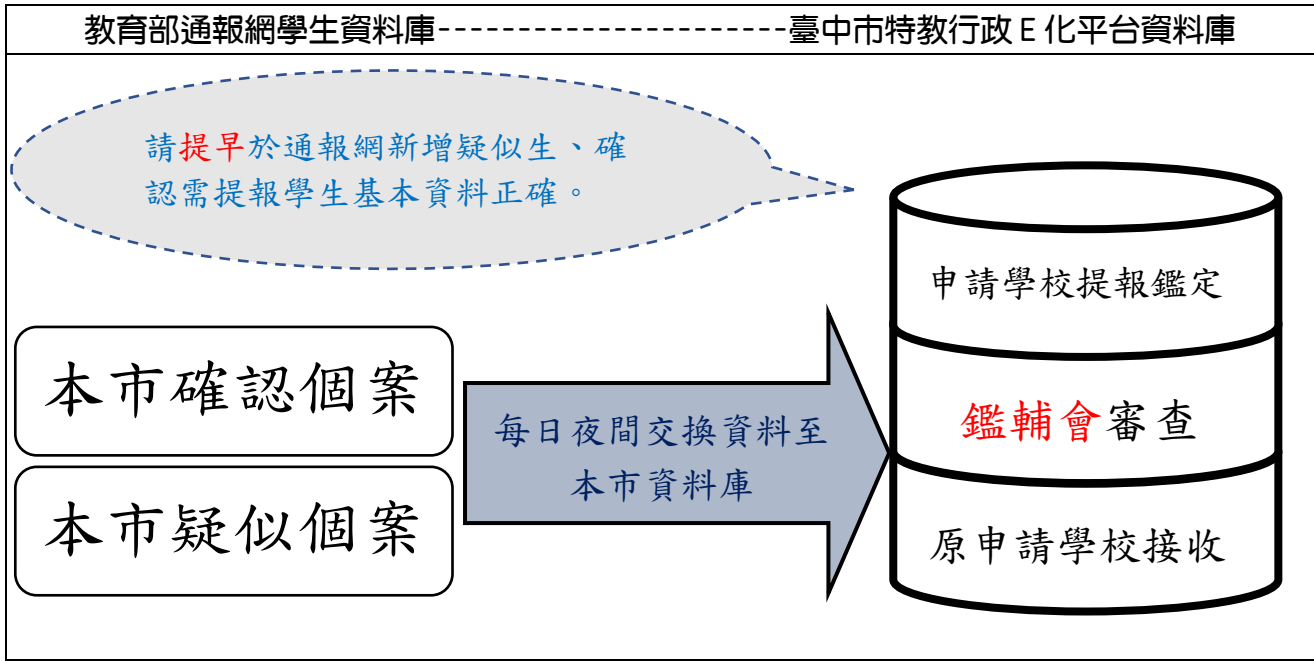 教育部通報網學生資料庫----------------------臺中市特教行政E化平台資料庫
請提早於通報網新增疑似生、確
認需提報學生基本資料正確。
申請學校提報鑑定
本市確認個案
鑑輔會審查
每日夜間交換資料至
本市資料庫
本市疑似個案
原申請學校接收